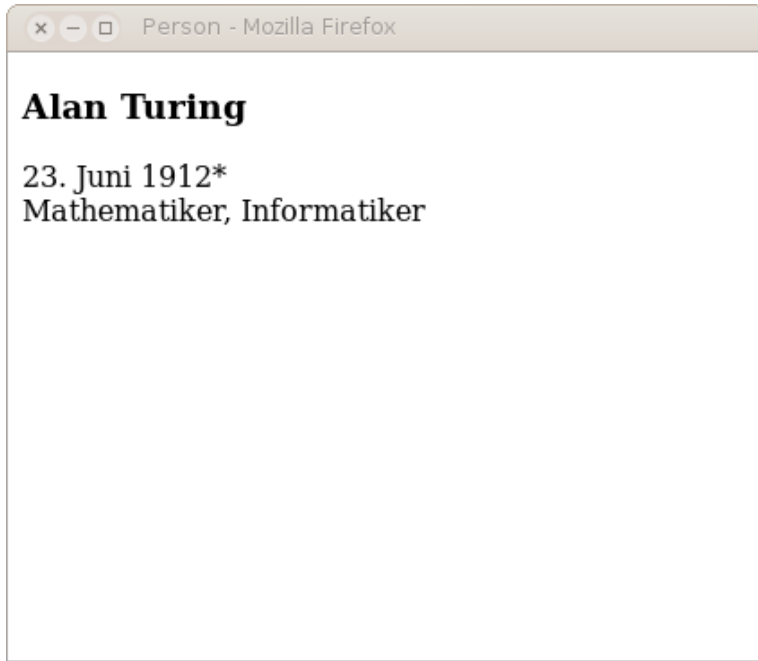 Person - Mozilla Firefox
Alan Turing
23. Juni 1912*
Mathematiker, Informatiker